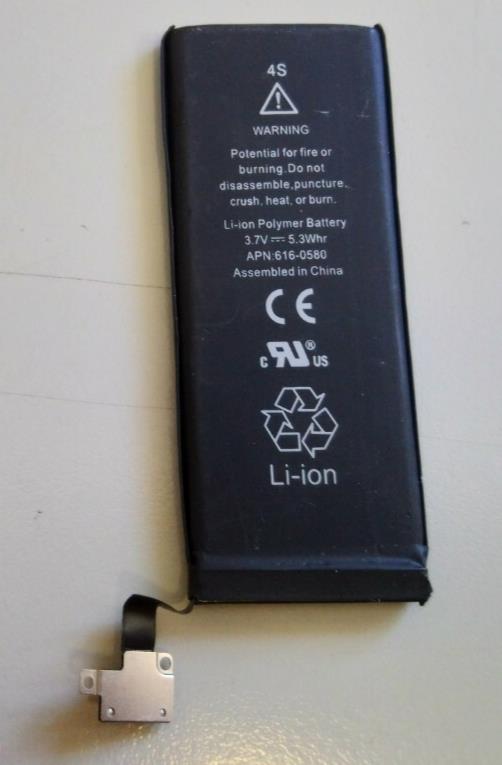 4S
WARNING
Potential for fire or
burning.Do not
disassemble,puncture,
crush, heat, or burn.
Li-ion Polymer Battery
3.7V ⎓ 5.3Whr
APN:616-0580
Assembled in China
CE
c RU® US
Li-ion